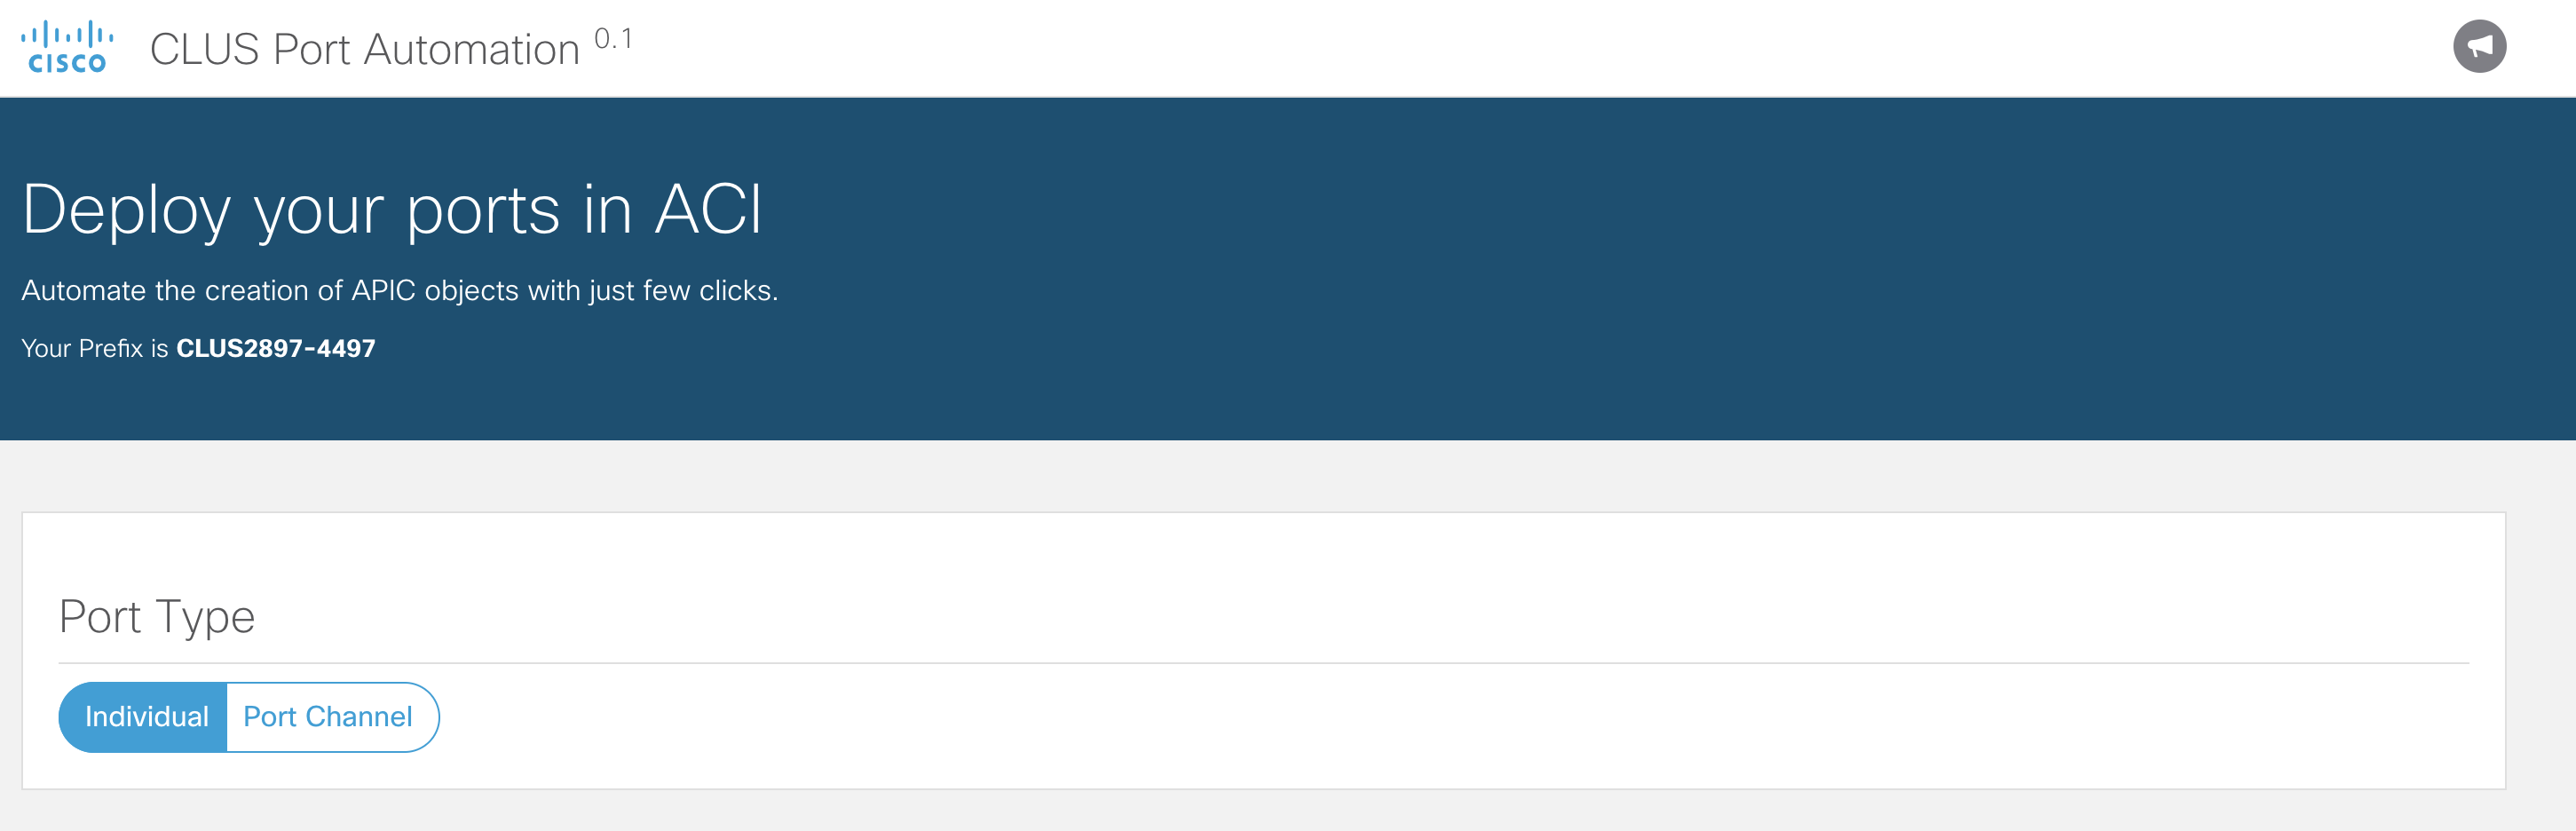 CISCO
CLUS Port Automation 0.1
Deploy your ports in ACI
Automate the creation of APIC objects with just few clicks.
Your Prefix is CLUS2897-4497
Port Type
Individual Port Channel